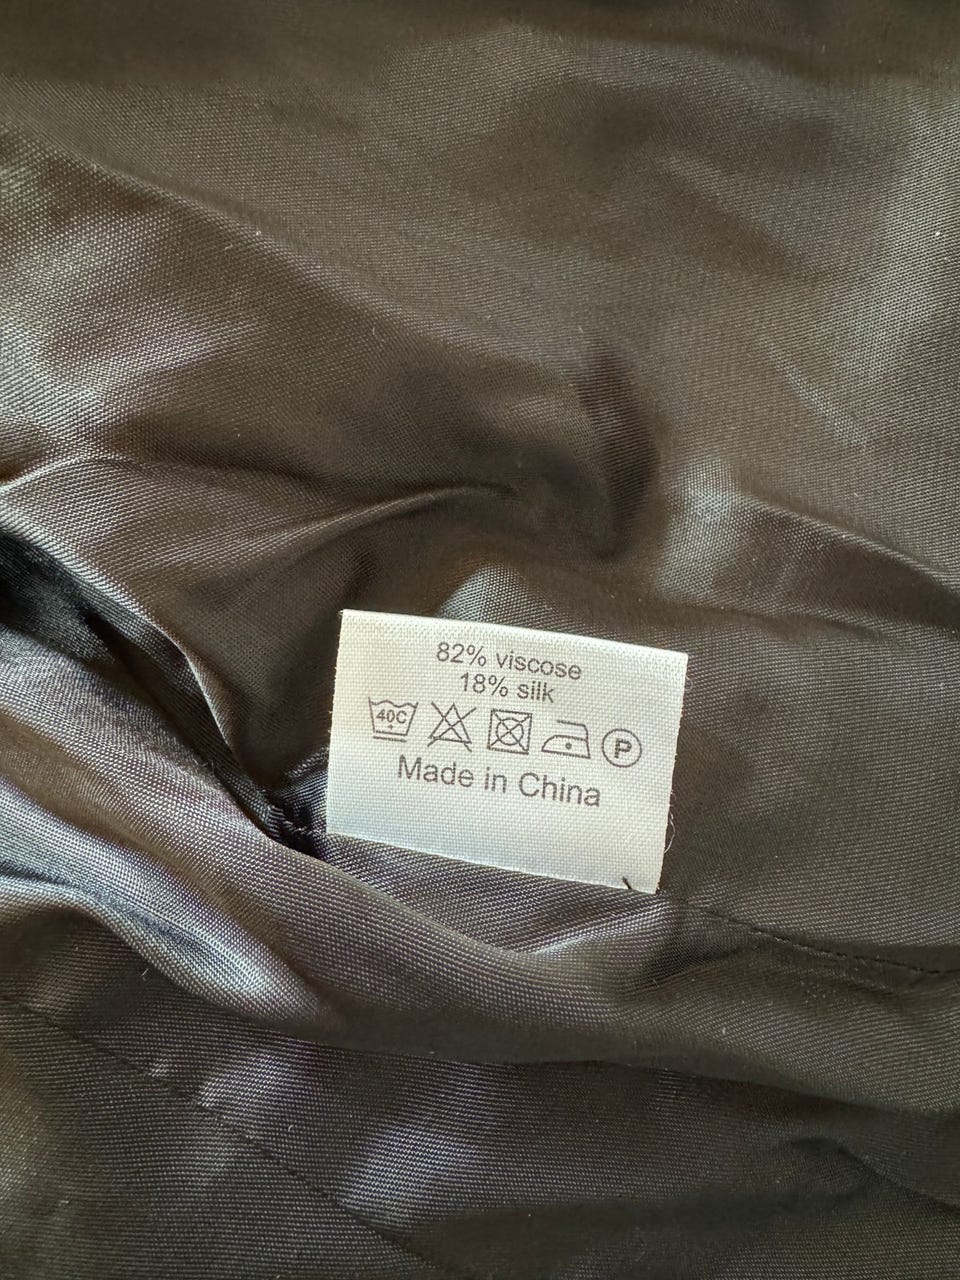 82% viscose
18% silk
40C P
Made in China